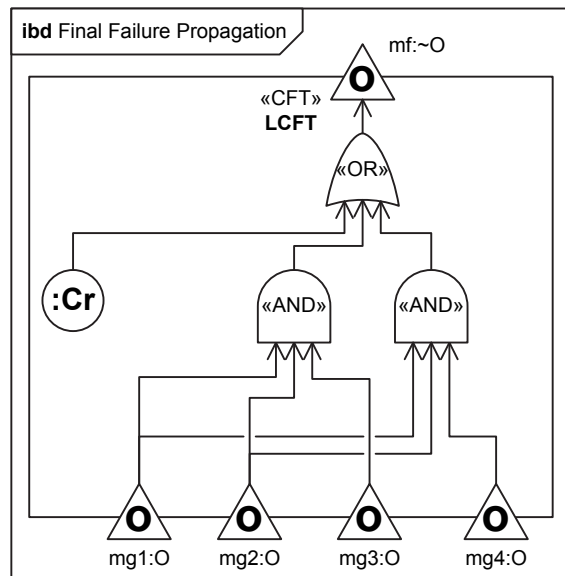 ibd Final Failure Propagation
mf:~O
O
«CFT»
LCFT
«OR»
:Cr
«AND» «AND»
O O O O
mg1:O mg2:O mg3:O mg4:O